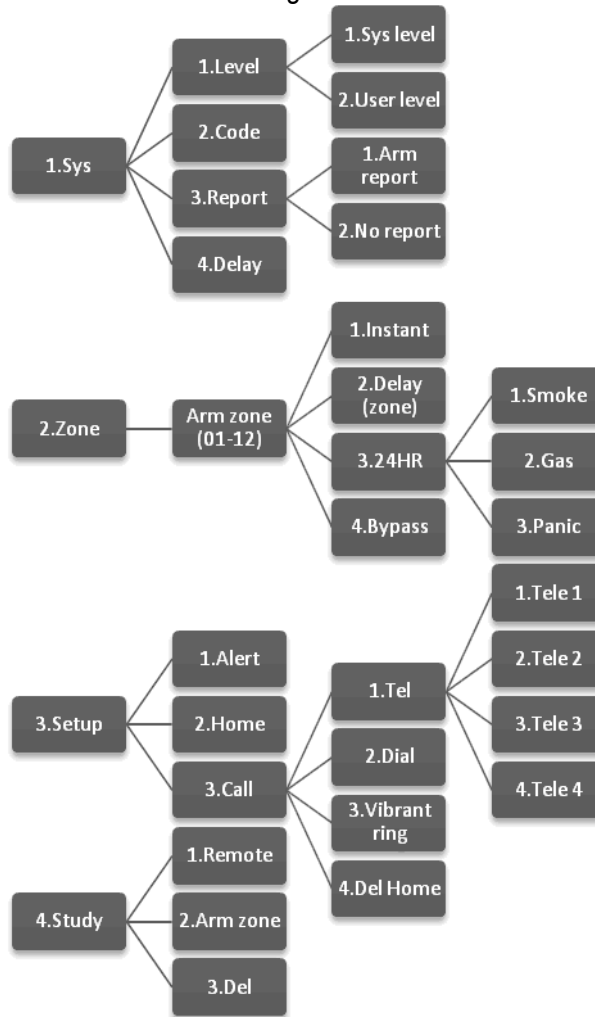 1.Sys
1.Level
1.Sys level
2.User level
2.Code
3.Report
1.Arm
report
2.No report
4.Delay
2.Zone
Arm zone
(01-12)
1.Instant
2.Delay
(zone)
3.24HR
1.Smoke
2.Gas
3.Panic
4.Bypass
3.Setup
1.Alert
2.Home
3.Call
1.Tel
1.Tele 1
2.Tele 2
3.Tele 3
4.Tele 4
2.Dial
3.Vibrant
ring
4.Del Home
4.Study
1.Remote
2.Arm zone
3.Del